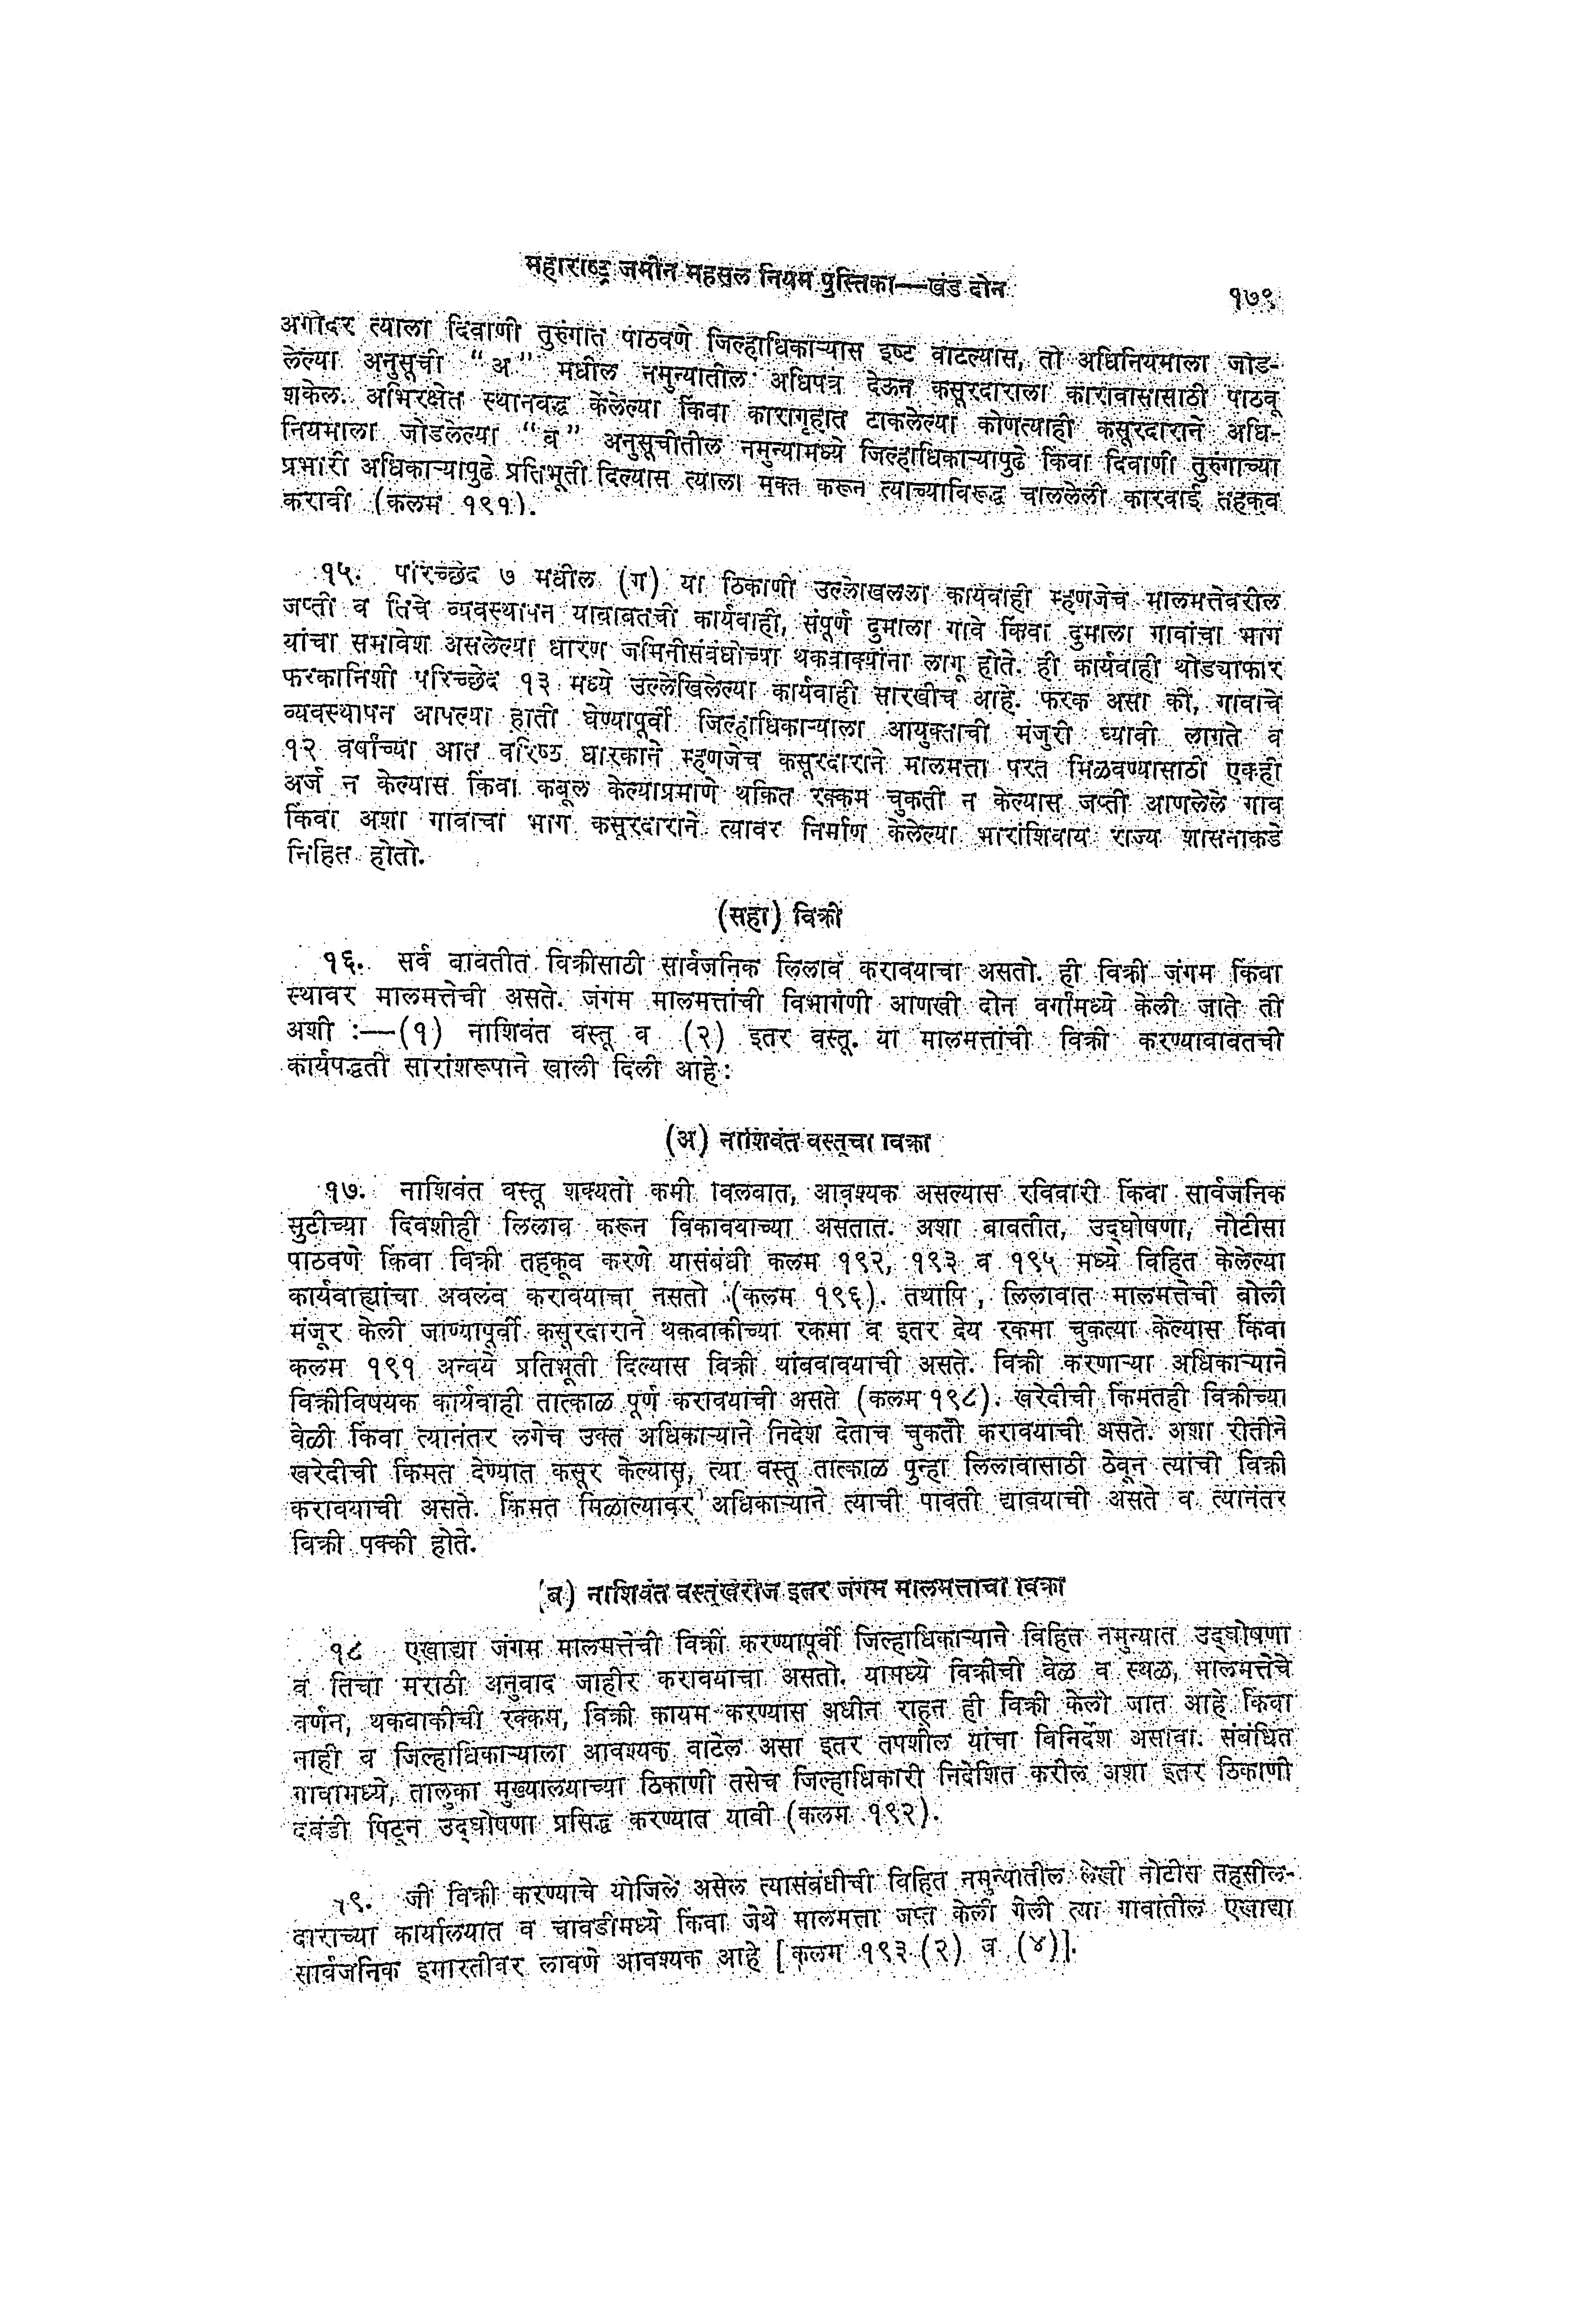 महाराष्ट्र जमीन महसूल नियम पुस्तिका—खंड दोन
१७९
अगोदर त्याला दिवाणी तुरुंगात पाठवणे जिल्हाधिकाऱ्यास इष्ट वाटल्यास, तो अधिनियमाला जोड-
लेल्या अनुसूची “अ” मधील नमुन्यातील अधिपत्र देऊन कसूरदाराला कारावासासाठी पाठवू
शकेल. अभिरक्षेत स्थानबद्ध केलेल्या किंवा कारागृहात टाकलेल्या कोणत्याही कसूरदाराने अधि-
नियमाला जोडलेल्या “ब” अनुसूचीतील नमुन्यामध्ये जिल्हाधिकाऱ्यापुढे किंवा दिवाणी तुरुंगाच्या
प्रभारी अधिकाऱ्यापुढे प्रतिभूती दिल्यास त्याला मुक्त करून त्याच्याविरूद्ध चाललेली कारवाई तहकूब
करावी (कलम १९१).
१५. परिच्छेद ७ मधील (ग) या ठिकाणी उल्लेखिलेली कार्यवाही म्हणजेच मालमत्तेवरील
जप्ती व तिचे व्यवस्थापन याबाबतची कार्यवाही, संपूर्ण दुमाला गावे किंवा दुमाला गावांचा भाग
यांचा समावेश असलेल्या धारण जमिनीसंबंधीच्या थकबाक्यांना लागू होते. ही कार्यवाही थोड्याफार
फरकानिशी परिच्छेद १३ मध्ये उल्लेखिलेल्या कार्यवाही सारखीच आहे. फरक असा की, गावाचे
व्यवस्थापन आपल्या हाती घेण्यापूर्वी जिल्हाधिकाऱ्याला आयुक्ताची मंजुरी घ्यावी लागते व
१२ वर्षांच्या आत वरिष्ठ धारकाने म्हणजेच कसूरदाराने मालमत्ता परत मिळवण्यासाठी एकही
अर्ज न केल्यास किंवा कबूल केल्याप्रमाणे थकित रक्कम चुकती न केल्यास जप्ती आणलेले गाव
किंवा अशा गावाचा भाग कसूरदाराने त्यावर निर्माण केलेल्या भारांशिवाय राज्य शासनाकडे
निहित होतो.
(सहा) विक्री
१६. सर्व बाबतीत विक्रीसाठी सार्वजनिक लिलाव करावयाचा असतो. ही विक्री जंगम किंवा
स्थावर मालमत्तेची असते. जंगम मालमत्तांची विभागणी आणखी दोन वर्गांमध्ये केली जाते ती
अशी :—(१) नाशिवंत वस्तू व (२) इतर वस्तू. या मालमत्तांची विक्री करण्याबाबतची
कार्यपद्धती सारांशरूपाने खाली दिली आहे:
(अ) नाशिवंत वस्तूंची विक्री
१७. नाशिवंत वस्तू शक्यतो कमी विलंबात, आवश्यक असल्यास रविवारी किंवा सार्वजनिक
सुटीच्या दिवशीही लिलाव करून विकावयाच्या असतात. अशा बाबतीत, उद्घोषणा, नोटीसा
पाठवणे किंवा विक्री तहकूब करणे यासंबंधी कलम १९२, १९३ व १९५ मध्ये विहित केलेल्या
कार्यवाह्यांचा अवलंब करावयाचा नसतो (कलम १९६). तथापि, लिलावात मालमत्तेची बोली
मंजूर केली जाण्यापूर्वी कसूरदाराने थकबाकीच्या रकमा व इतर देय रकमा चुकत्या केल्यास किंवा
कलम १९१ अन्वये प्रतिभूती दिल्यास विक्री थांबवावयाची असते. विक्री करणाऱ्या अधिकाऱ्याने
विक्रीविषयक कार्यवाही तात्काळ पूर्ण करावयाची असते (कलम १९८). खरेदीची किंमतही विक्रीच्या
वेळी किंवा त्यानंतर लगेच उक्त अधिकाऱ्याने निदेश देताच चुकती करावयाची असते. अशा रीतीने
खरेदीची किंमत देण्यात कसूर केल्यास, त्या वस्तू तात्काळ पुन्हा लिलावासाठी ठेवून त्यांची विक्री
करावयाची असते. किंमत मिळाल्यावर अधिकाऱ्याने त्याची पावती द्यावयाची असते व त्यानंतर
विक्री पक्की होते.
(ब) नाशिवंत वस्तूंखेरीज इतर जंगम मालमत्तांची विक्री
१८ एखाद्या जंगम मालमत्तेची विक्री करण्यापूर्वी जिल्हाधिकाऱ्याने विहित नमुन्यात उद्घोषणा
व तिचा मराठी अनुवाद जाहीर करावयाचा असतो. यामध्ये विक्रीची वेळ व स्थळ, मालमत्तेचे
वर्णन, थकबाकीची रक्कम, विक्री कायम करण्यास अधीन राहून ही विक्री केली जात आहे किंवा
नाही व जिल्हाधिकाऱ्याला आवश्यक वाटेल असा इतर तपशील यांचा विनिर्देश असावा. संबंधित
गावामध्ये, तालुका मुख्यालयाच्या ठिकाणी तसेच जिल्हाधिकारी निदेशित करील अशा इतर ठिकाणी
दवंडी पिटून उद्घोषणा प्रसिद्ध करण्यात यावी (कलम १९२).
१९. जी विक्री करण्याचे योजिले असेल त्यासंबंधीची विहित नमुन्यातील लेखी नोटीस तहसील-
दाराच्या कार्यालयात व चावडीमध्ये किंवा जेथे मालमत्ता जप्त केली गेली त्या गावातील एखाद्या
सार्वजनिक इमारतीवर लावणे आवश्यक आहे [कलम १९३ (२) व (४)].